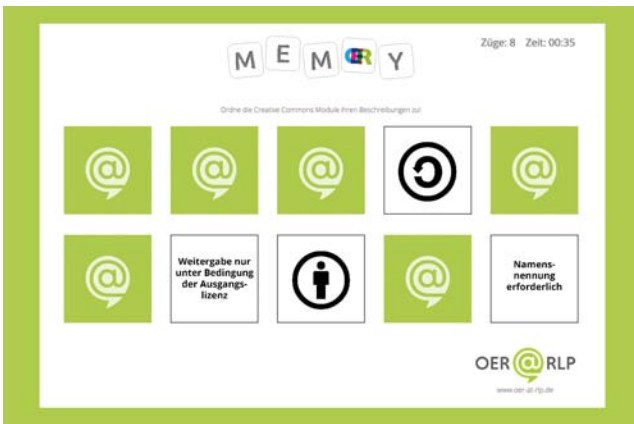 MEMOERY
Züge: 8 Zeit: 00:35
Ordne die Creative Commons Module ihren Beschreibungen zu!
@ @ @ @
@
Weitergabe nur
unter Bedingung
der Ausgangs-
lizenz
@
Namens-
nennung
erforderlich
OER@RLP
www.oer-at-rlp.de